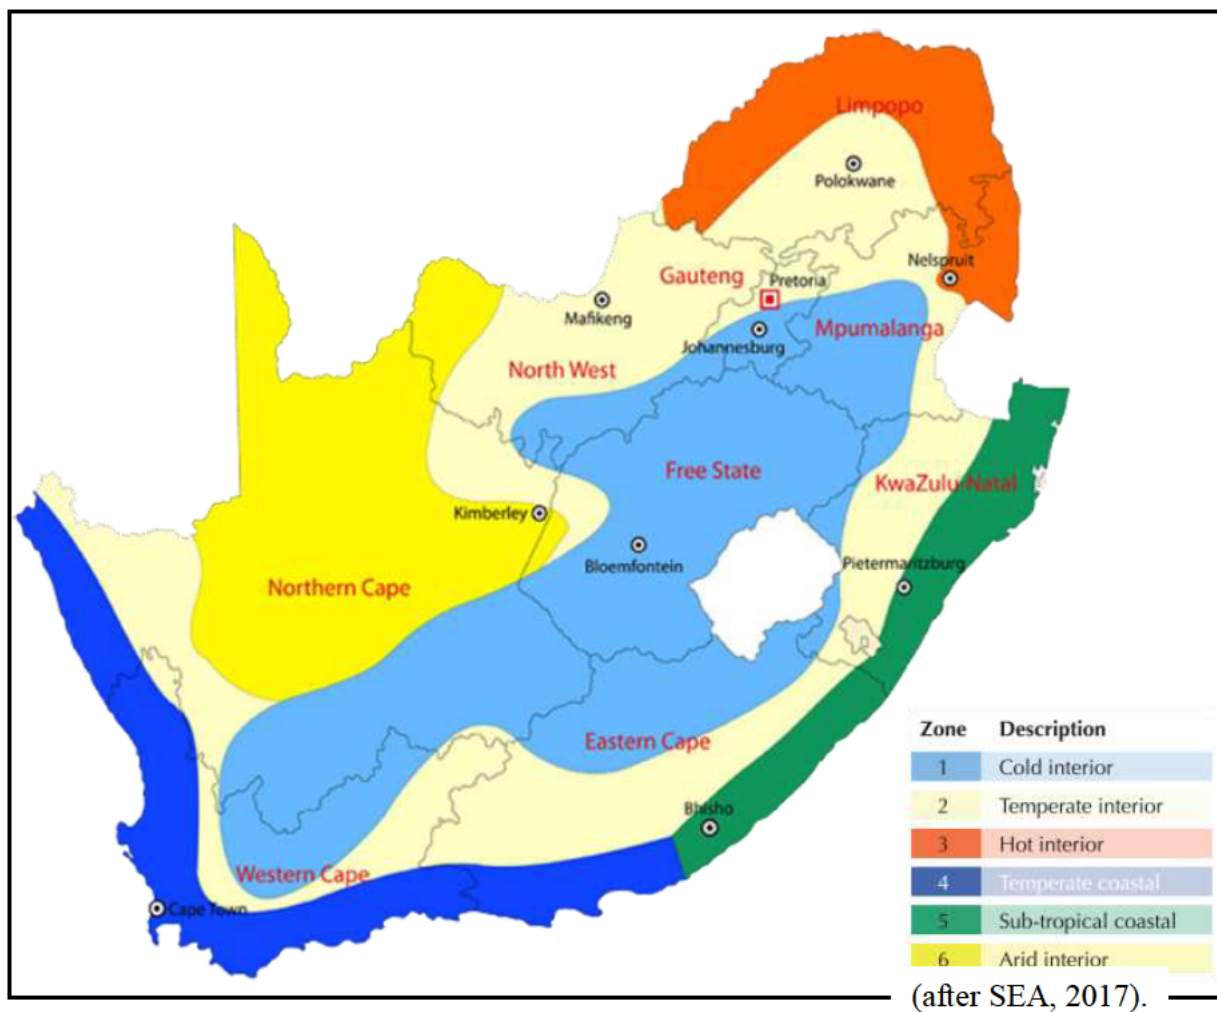 Limpopo
Polokwane
Nelspruit
Gauteng
Pretoria
Mafikeng
Mpumalanga
Johannesburg
North West
Free State
KwaZulu-Natal
Kimberley
Bloemfontein
Pietermaritzburg
Northern Cape
Eastern Cape
Bhisho
Western Cape
Cape Town
Zone Description
1 Cold interior
2 Temperate interior
3 Hot interior
4 Temperate coastal
5 Sub-tropical coastal
6 Arid interior
(after SEA, 2017).